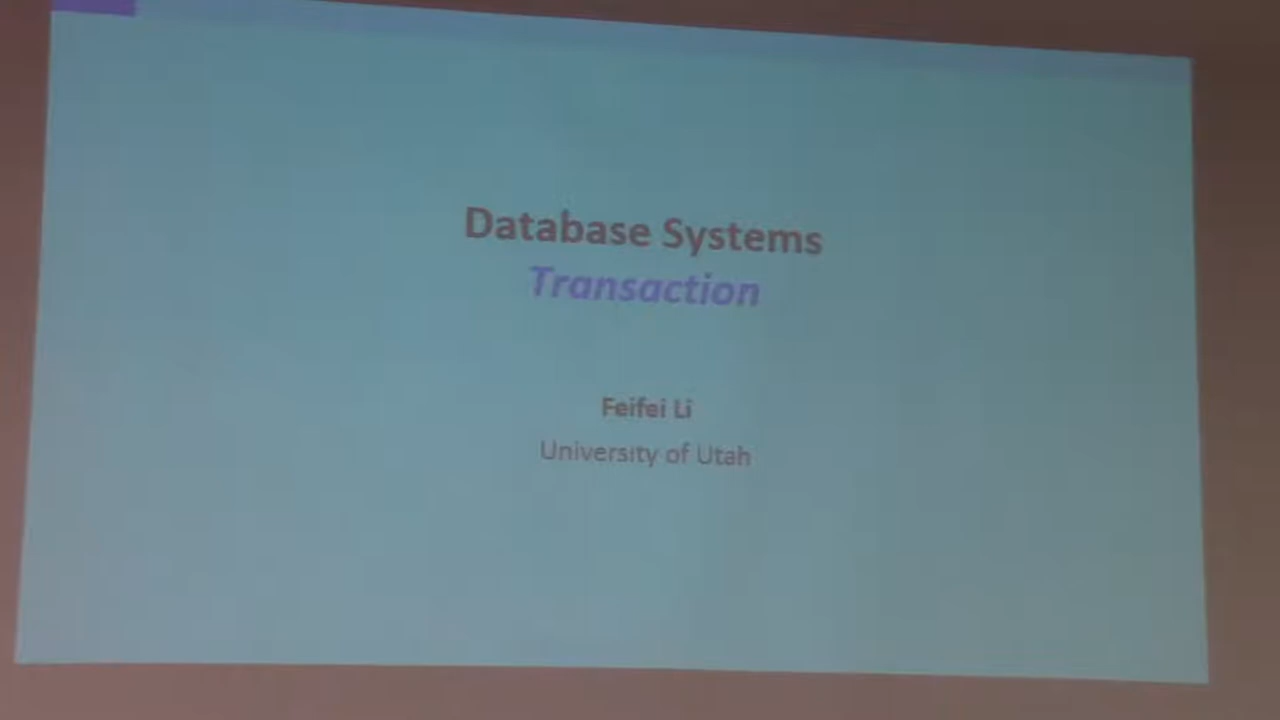 Database Systems
Transaction
Feifei Li
University of Utah